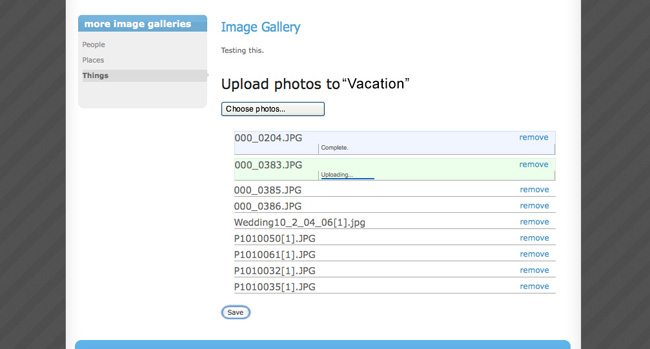 more image galleries
People
Places
Things
Image Gallery
Testing this.
Upload photos to “Vacation”
Choose photos...
000_0204.JPG remove
Complete.
000_0383.JPG remove
Uploading...
000_0385.JPG remove
000_0386.JPG remove
Wedding10_2_04_06[1].jpg remove
P1010050[1].JPG remove
P1010061[1].JPG remove
P1010032[1].JPG remove
P1010035[1].JPG remove
Save